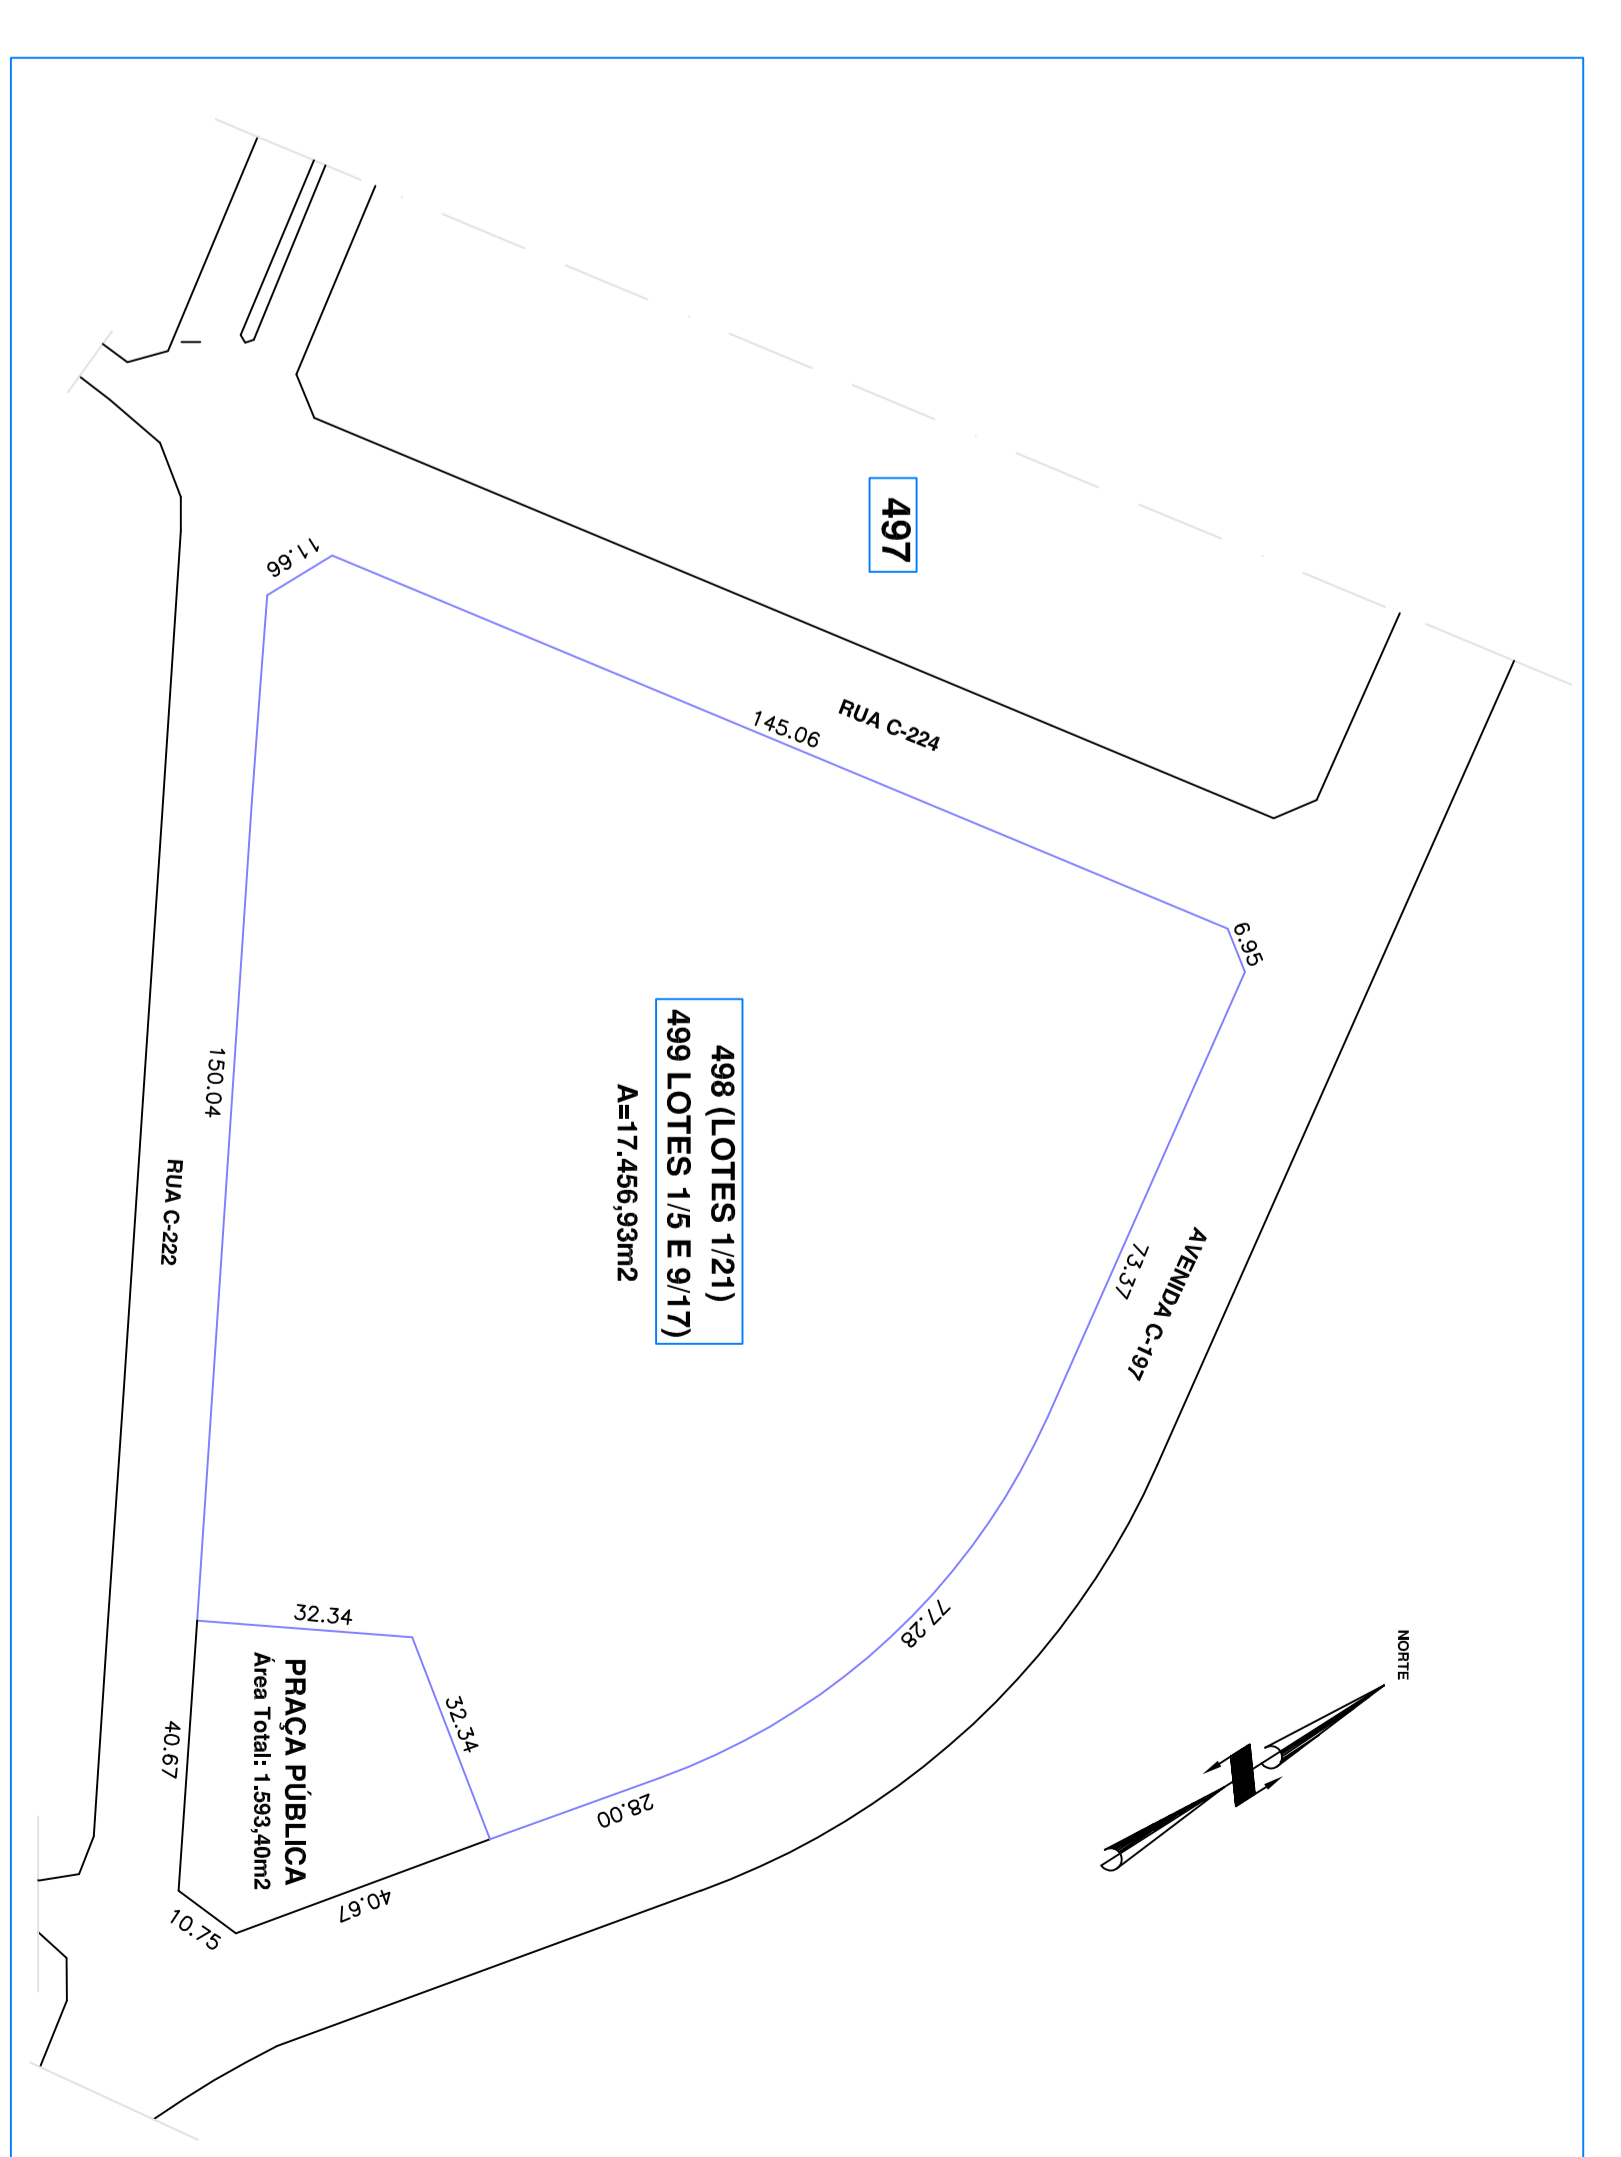 497
RUA C-224
145.06
11.66
6.95
498 (LOTES 1/21)
499 LOTES 1/5 E 9/17)
A=17.456,93m2
150.04
RUA C-222
73.37
AVENIDA C-197
77.28
28.00
32.34
32.34
PRAÇA PÚBLICA
Área Total: 1.593,40m2
40.67
40.67
10.75
NORTE